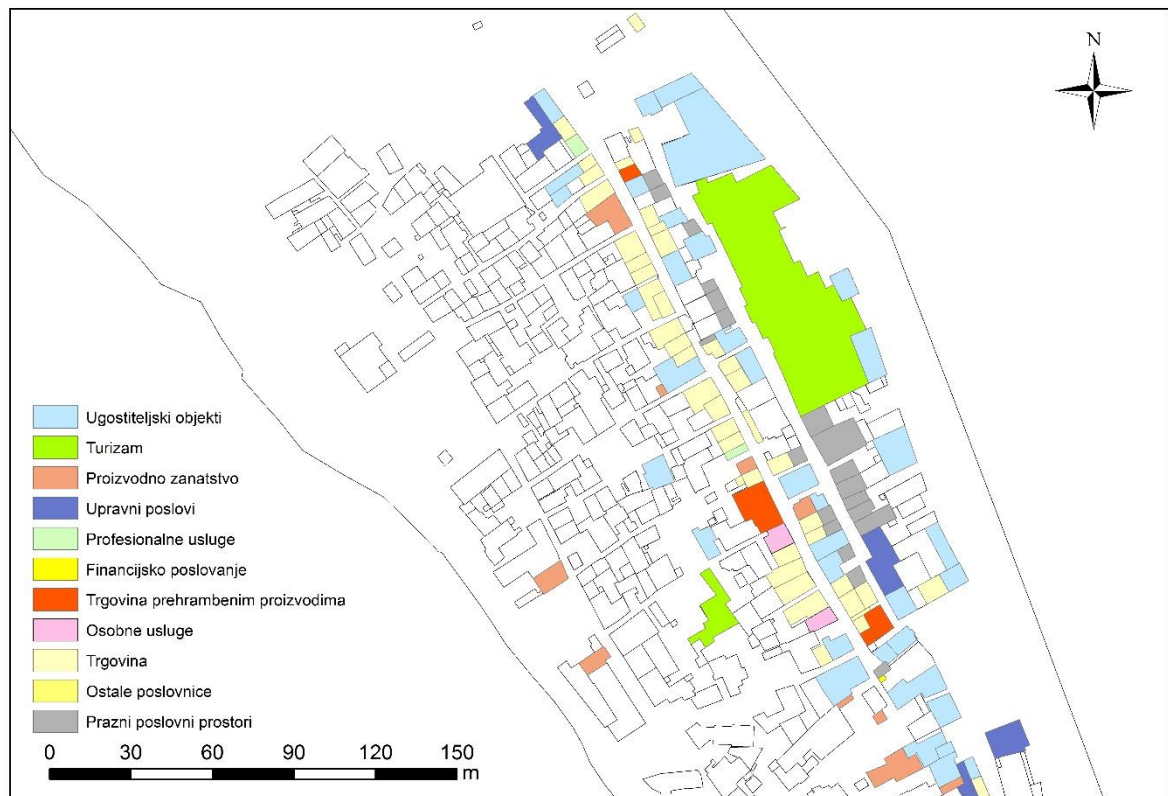 N
Ugostiteljski objekti
Turizam
Proizvodno zanatstvo
Upravni poslovi
Profesionalne usluge
Financijsko poslovanje
Trgovina prehrambenim proizvodima
Osobne usluge
Trgovina
Ostale poslovnice
Prazni poslovni prostori
0 30 60 90 120 150
m